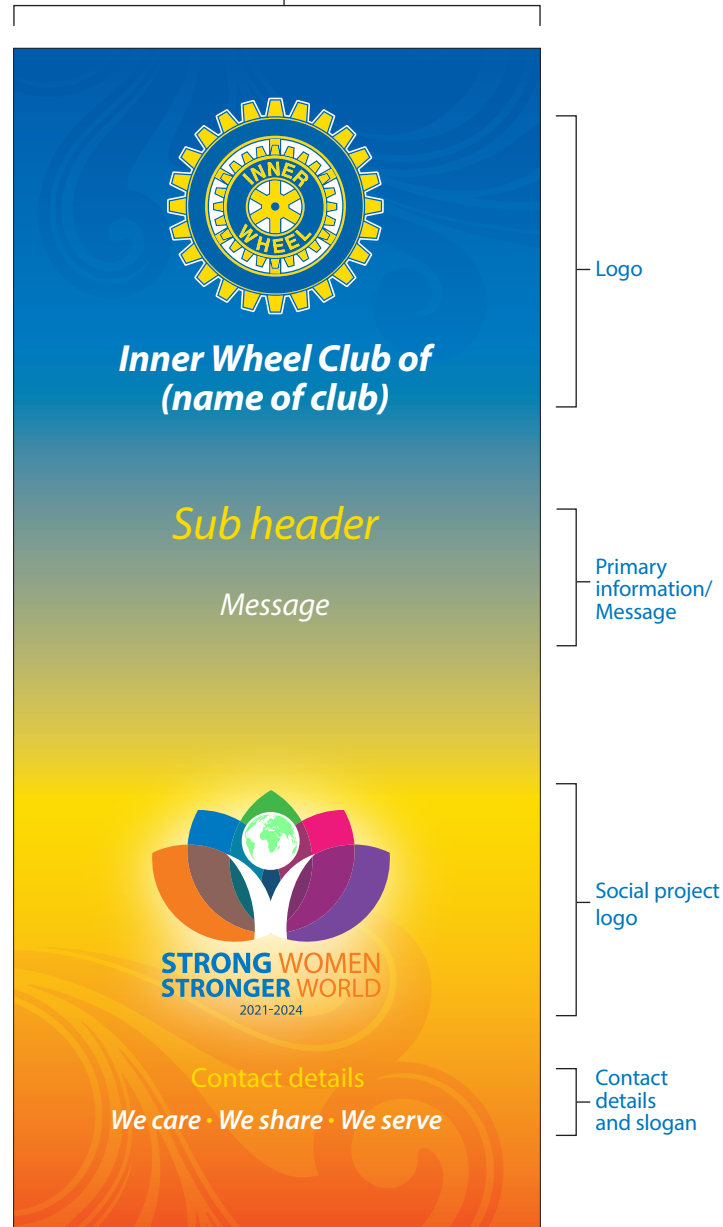 INNER
WHEEL
Logo
Inner Wheel Club of
(name of club)
Sub header
Message
Primary
information/
Message
STRONG WOMEN
STRONGER WORLD
2021-2024
Social project
logo
Contact details
We care · We share · We serve
Contact
details
and slogan